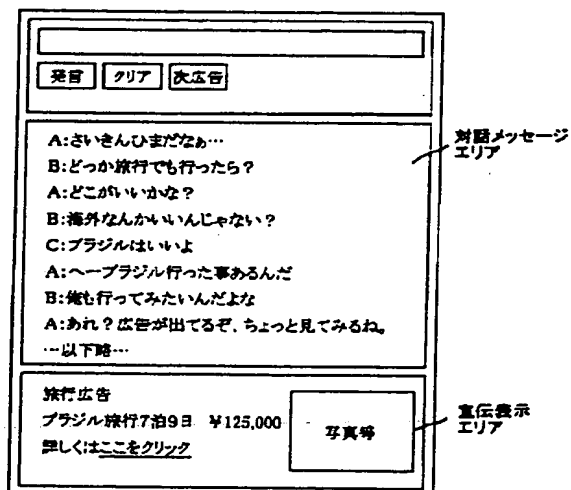 発言 クリア 次広告
A:さいきんひまだなぁ…
B:どっか旅行でも行ったら？
A:どこがいいかな？
B:海外なんかいいんじゃない？
C:ブラジルはいいよ
A:へーブラジル行った事あるんだ
B:俺も行ってみたいんだよな
A:あれ？広告が出てるぞ、ちょっと見てみるね。
…以下略…
対話メッセージ
エリア
旅行広告
ブラジル旅行7泊9日 ¥125,000
詳しくはここをクリック
写真等
宣伝表示
エリア